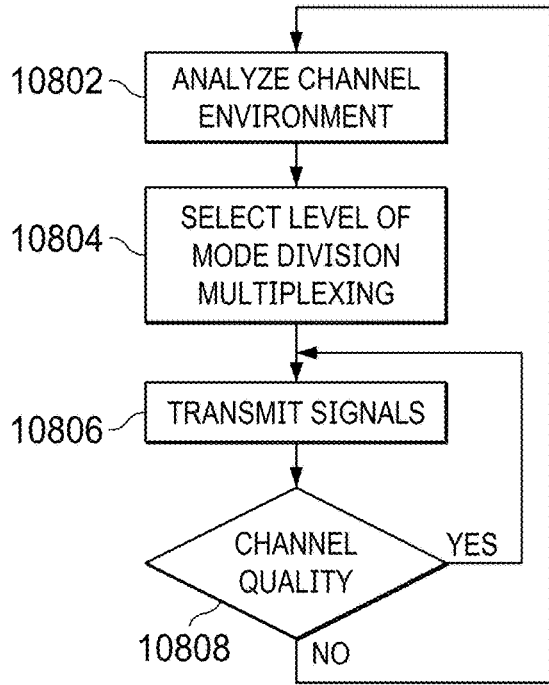 10802
ANALYZE CHANNEL
ENVIRONMENT
10804
SELECT LEVEL OF
MODE DIVISION
MULTIPLEXING
10806
TRANSMIT SIGNALS
CHANNEL
QUALITY
YES
10808
NO